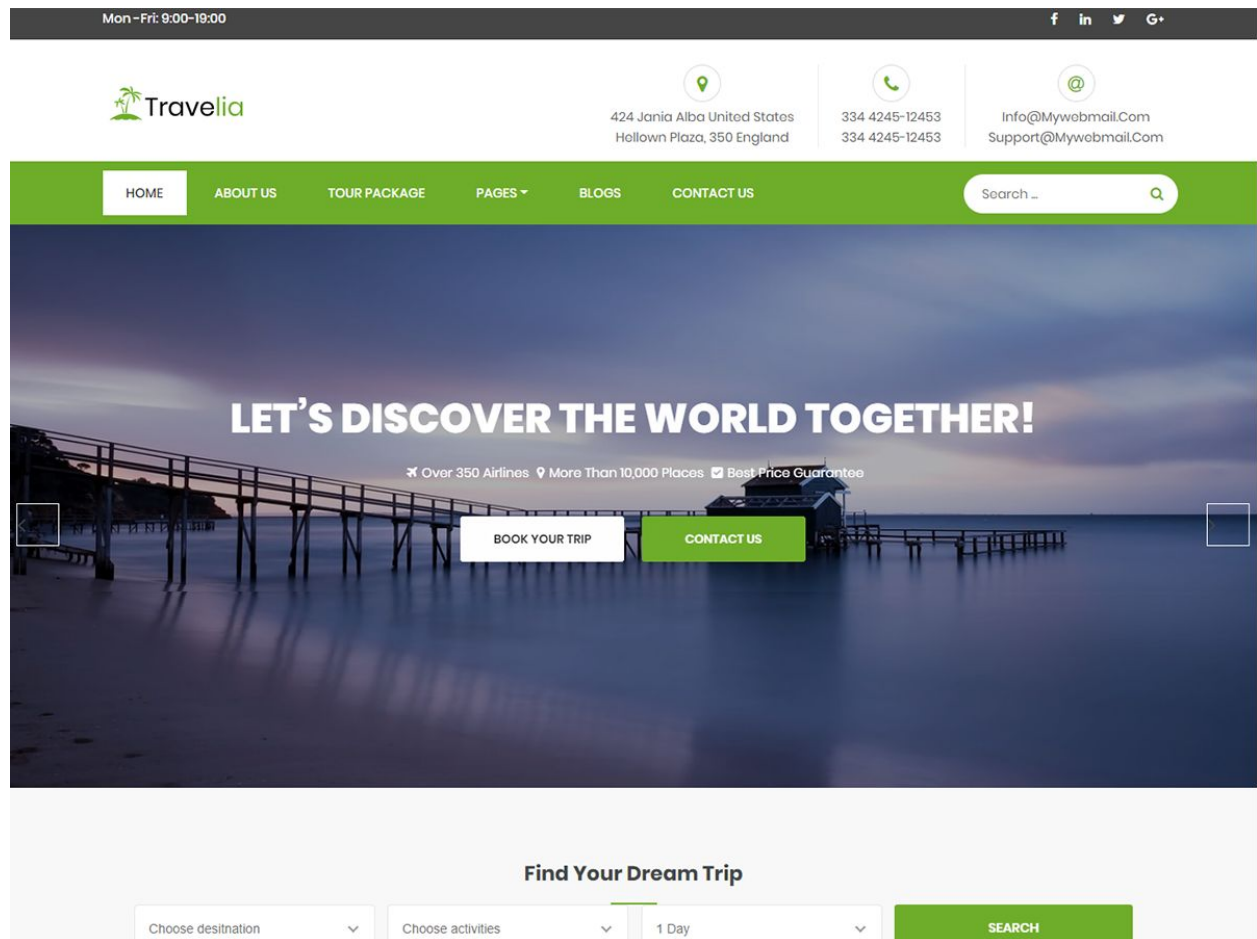 Mon-Fri: 9:00-19:00
Travelia
424 Jania Alba United States
Hellown Plaza, 350 England
334 4245-12453
334 4245-12453
Info@Mywebmail.Com
Support@Mywebmail.Com
HOME ABOUT US TOUR PACKAGE PAGES BLOGS CONTACT US Search ...
LET'S DISCOVER THE WORLD TOGETHER!
Over 350 Airlines More Than 10,000 Places Best Price Guarantee
BOOK YOUR TRIP CONTACT US
Find Your Dream Trip
Choose desitnation Choose activities 1 Day SEARCH